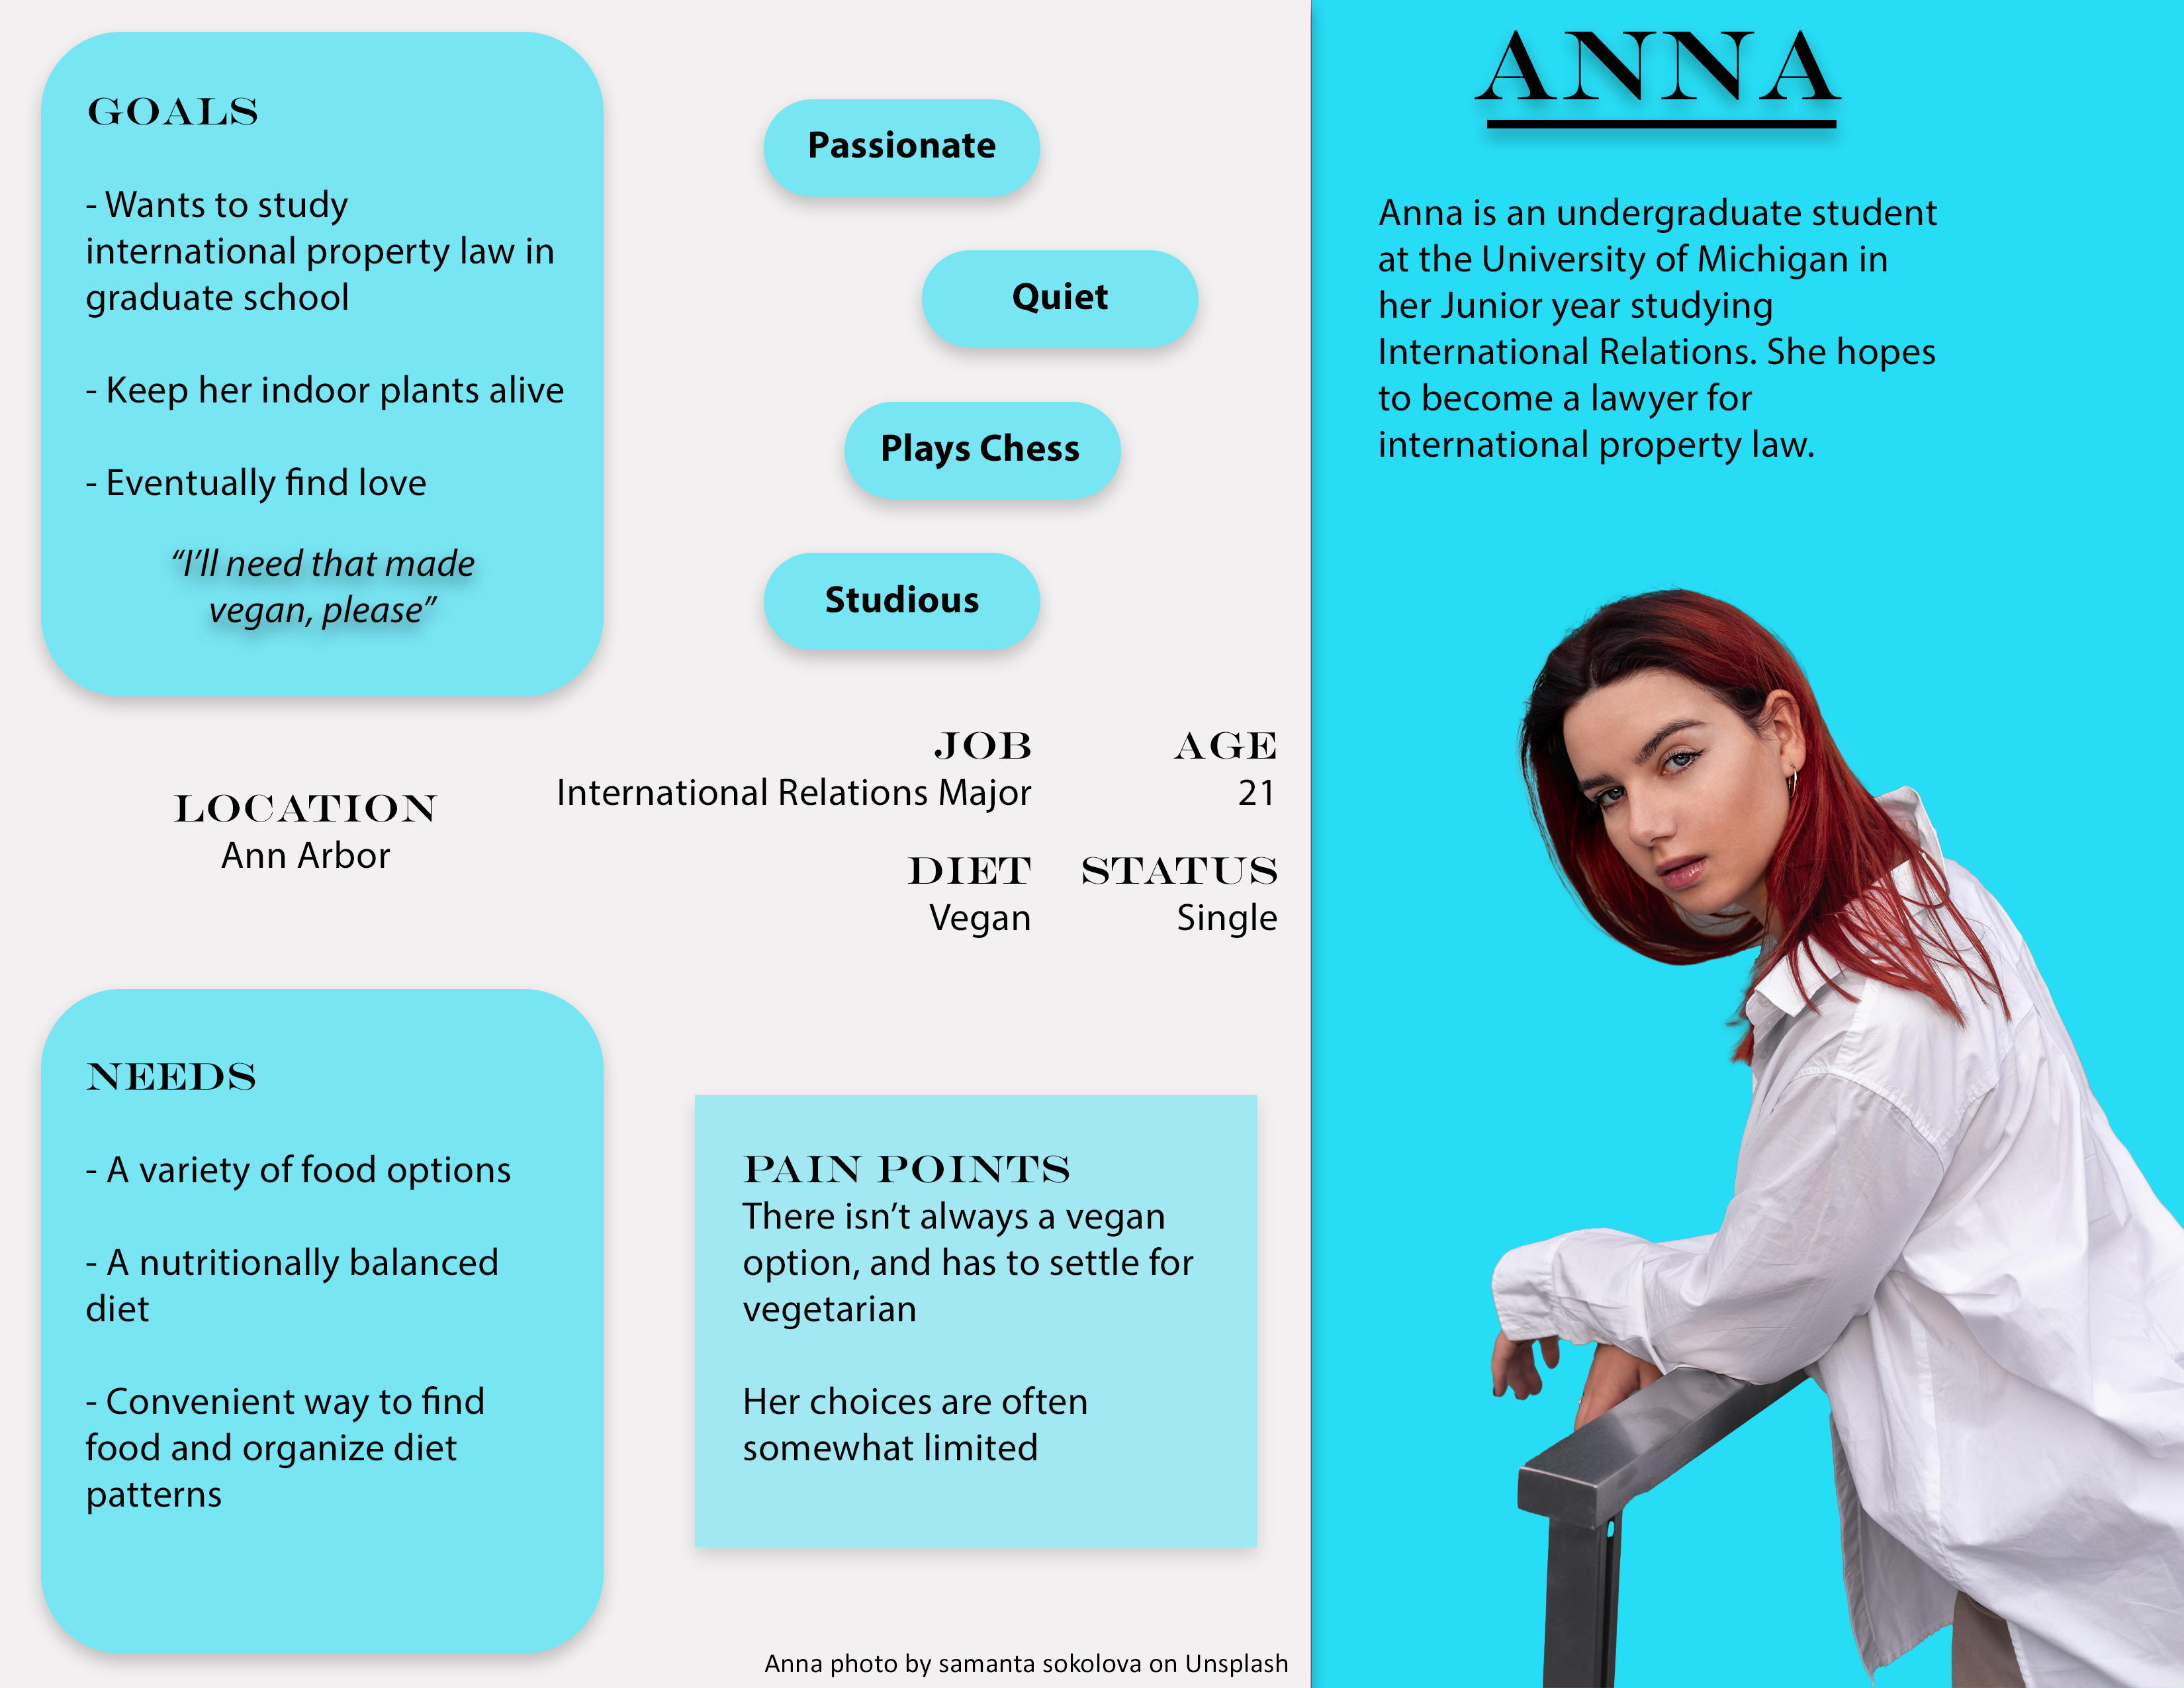 GOALS
- Wants to study
international property law in
graduate school
- Keep her indoor plants alive
- Eventually find love
“I’ll need that made
vegan, please”
Passionate
Quiet
Plays Chess
Studious
LOCATION
Ann Arbor
JOB
International Relations Major
AGE
21
DIET
Vegan
STATUS
Single
NEEDS
- A variety of food options
- A nutritionally balanced
diet
- Convenient way to find
food and organize diet
patterns
PAIN POINTS
There isn’t always a vegan
option, and has to settle for
vegetarian
Her choices are often
somewhat limited
Anna photo by samanta sokolova on Unsplash
ANNA
Anna is an undergraduate student
at the University of Michigan in
her Junior year studying
International Relations. She hopes
to become a lawyer for
international property law.